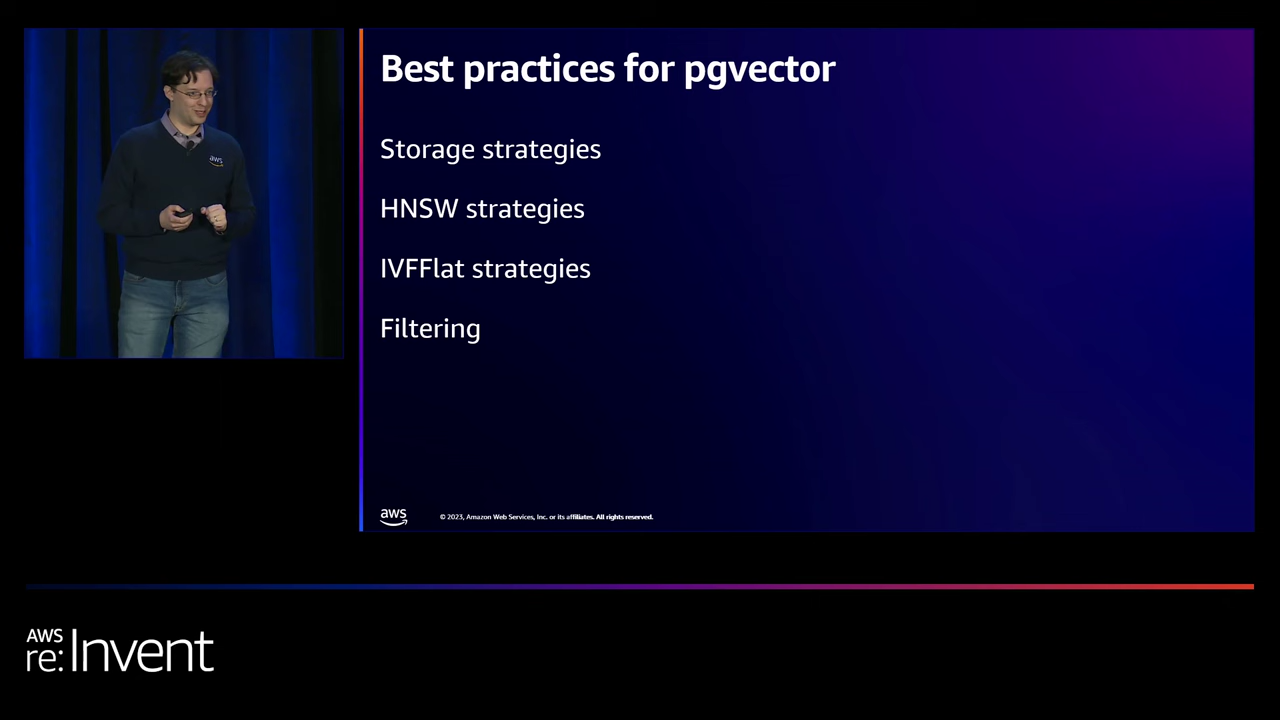 aws
Best practices for pgvector
Storage strategies
HNSW strategies
IVFFlat strategies
Filtering
aws
© 2023, Amazon Web Services, Inc. or its affiliates. All rights reserved.
AWS
re:Invent